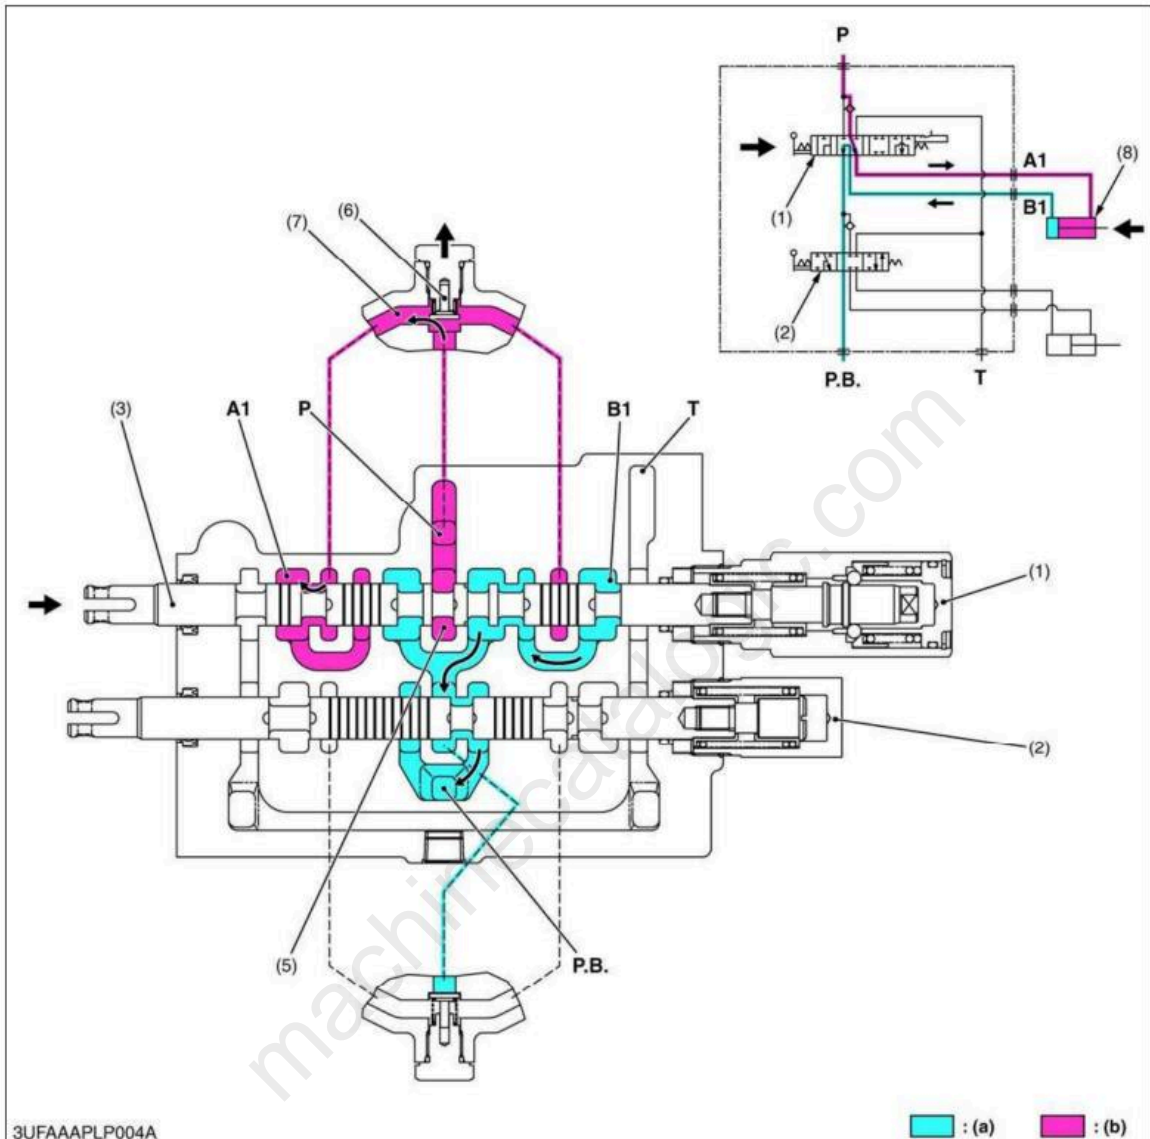 P
A1
(8)
(1)
B1
(2)
P.B.
T
(6)
(7)
(3)
A1
P
B1
T
(1)
(2)
(5)
P.B.
machinecatalogic.com
3UFAAAPLP004A
: (a)
: (b)